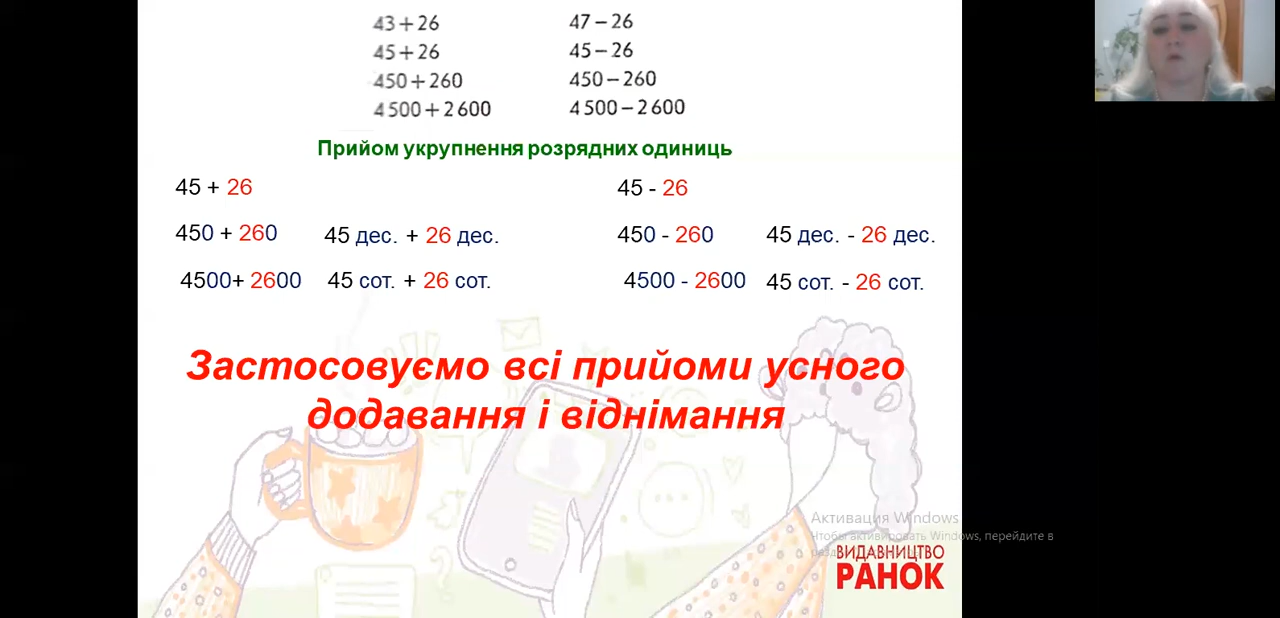 43 + 26 47 − 26
45 + 26 45 − 26
450 + 260 450 − 260
4 500 + 2 600 4 500 − 2 600
Прийом укрупнення розрядних одиниць
45 + 26 45 - 26
450 + 260 45 дес. + 26 дес. 450 - 260 45 дес. - 26 дес.
4500+ 2600 45 сот. + 26 сот. 4500 - 2600 45 сот. - 26 сот.
Застосовуємо всі прийоми усного
додавання і віднімання
Активация Windows
Чтобы активировать Windows, перейдите в
ВИДАВНИЦТВО
РАНОК